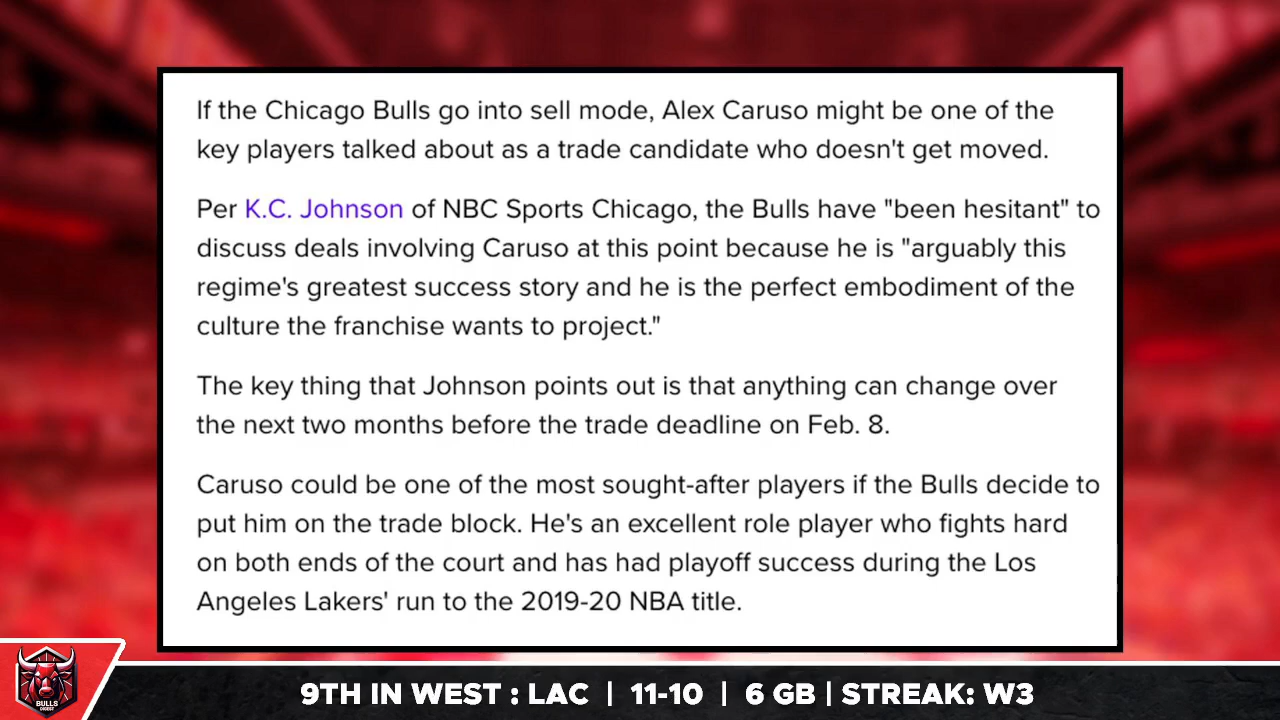 If the Chicago Bulls go into sell mode, Alex Caruso might be one of the
key players talked about as a trade candidate who doesn't get moved.
Per K.C. Johnson of NBC Sports Chicago, the Bulls have "been hesitant" to
discuss deals involving Caruso at this point because he is "arguably this
regime's greatest success story and he is the perfect embodiment of the
culture the franchise wants to project."
The key thing that Johnson points out is that anything can change over
the next two months before the trade deadline on Feb. 8.
Caruso could be one of the most sought-after players if the Bulls decide to
put him on the trade block. He's an excellent role player who fights hard
on both ends of the court and has had playoff success during the Los
Angeles Lakers' run to the 2019-20 NBA title.
BULLS
DIGEST
9TH IN WEST : LAC | 11-10 | 6 GB | STREAK: W3